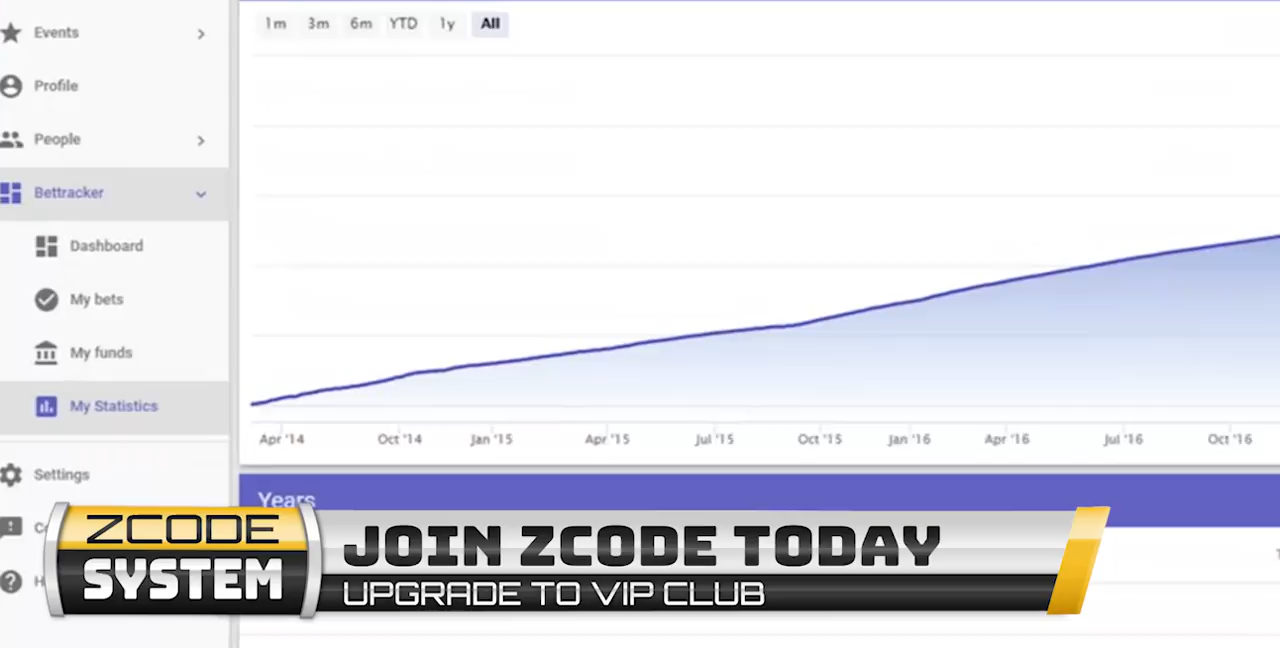 1m 3m 6m YTD 1y All
Events
Profile
People
Bettracker
Dashboard
My bets
My funds
My Statistics
Settings
Apr '14 Oct '14 Jan '15 Apr '15 Jul '15 Oct '15 Jan '16 Apr '16 Jul '16 Oct '16
Years
ZCODE
SYSTEM
JOIN ZCODE TODAY
UPGRADE TO VIP CLUB